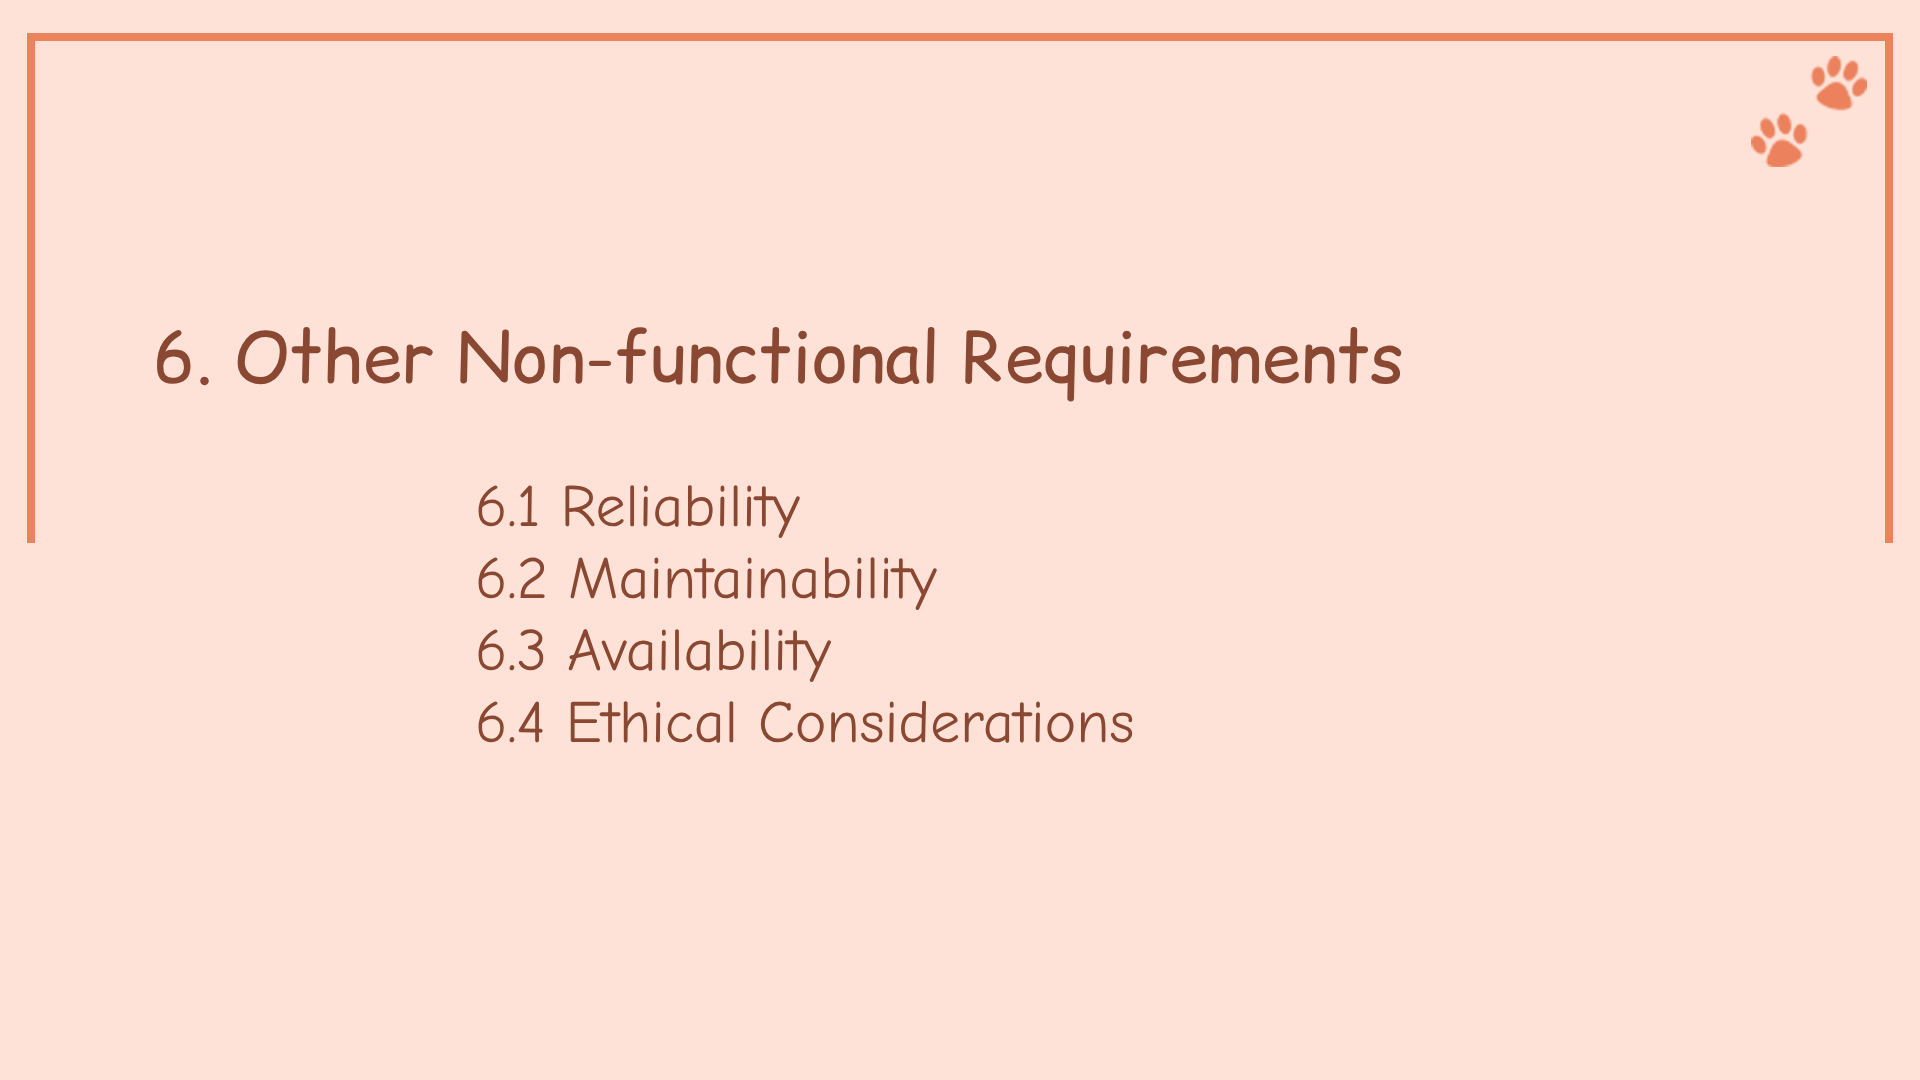 6. Other Non-functional Requirements
6.1 Reliability
6.2 Maintainability
6.3 Availability
6.4 Ethical Considerations